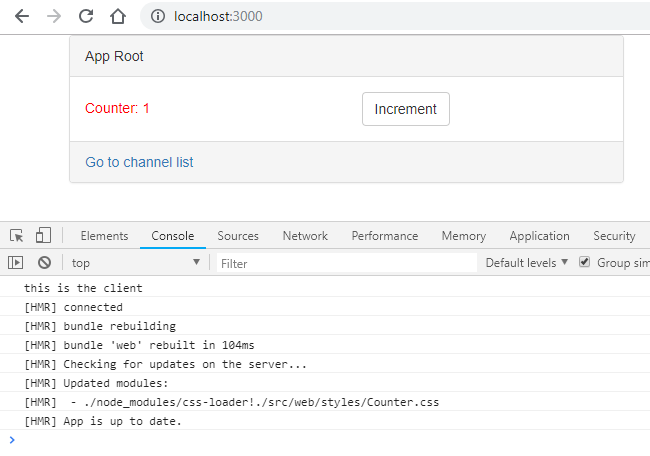 localhost:3000
App Root
Counter: 1 Increment
Go to channel list
Elements Console Sources Network Performance Memory Application Security
top Filter Default levels Group sim
this is the client
[HMR] connected
[HMR] bundle rebuilding
[HMR] bundle 'web' rebuilt in 104ms
[HMR] Checking for updates on the server...
[HMR] Updated modules:
[HMR]  - ./node_modules/css-loader!./src/web/styles/Counter.css
[HMR] App is up to date.